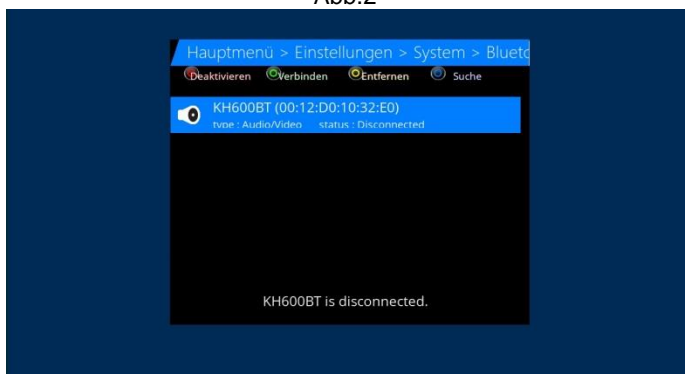 Abb.2
Hauptmenü > Einstellungen > System > Bluetc
Deaktivieren Verbinden Entfernen Suche
KH600BT (00:12:D0:10:32:E0)
type : Audio/Video status : Disconnected
KH600BT is disconnected.